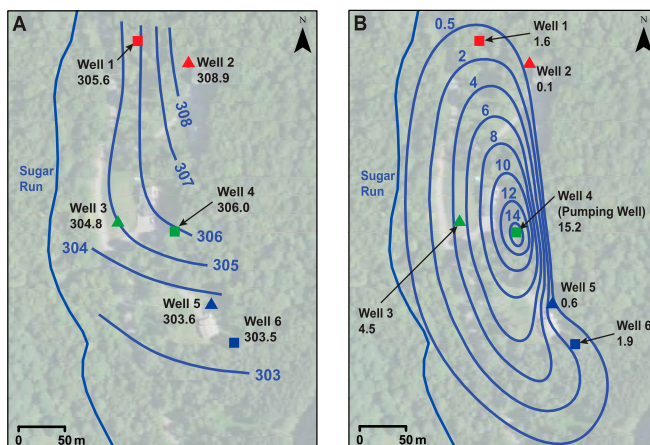 A
N
Well 1
305.6
Well 2
308.9
308
307
Sugar
Run
Well 3
304.8
Well 4
306.0
306
304
305
Well 5
303.6
Well 6
303.5
303
0
50 m
B
N
0.5
Well 1
1.6
2
Well 2
0.1
4
6
8
Sugar
Run
10
12
14
Well 4
(Pumping Well)
15.2
Well 3
4.5
Well 5
0.6
Well 6
1.9
0
50 m